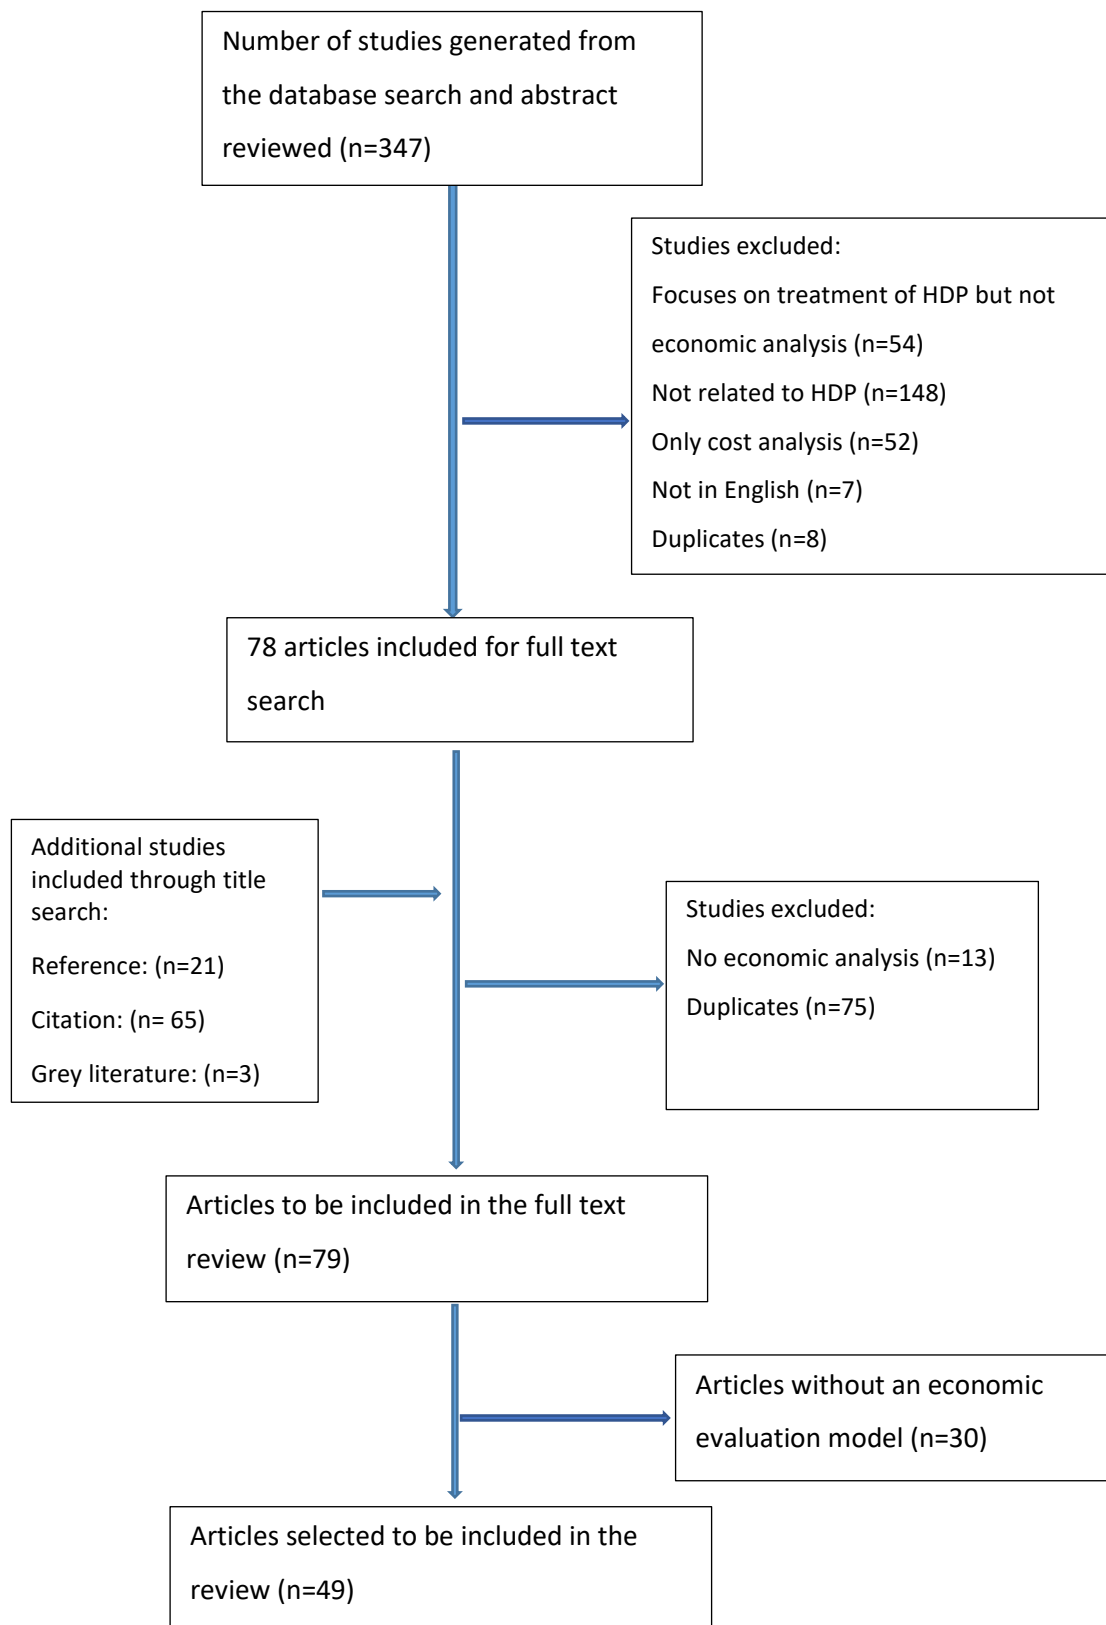 Number of studies generated from
the database search and abstract
reviewed (n=347)
Studies excluded:
Focuses on treatment of HDP but not
economic analysis (n=54)
Not related to HDP (n=148)
Only cost analysis (n=52)
Not in English (n=7)
Duplicates (n=8)
78 articles included for full text
search
Additional studies
included through title
search:
Reference: (n=21)
Citation: (n= 65)
Grey literature: (n=3)
Studies excluded:
No economic analysis (n=13)
Duplicates (n=75)
Articles to be included in the full text
review (n=79)
Articles without an economic
evaluation model (n=30)
Articles selected to be included in the
review (n=49)